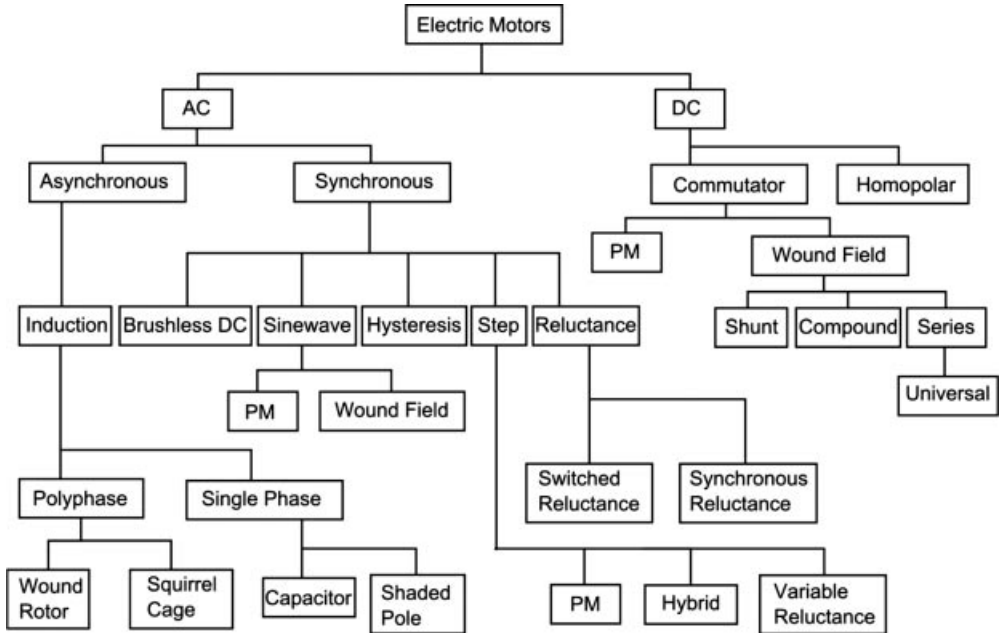 Electric Motors
AC
DC
Asynchronous
Synchronous
Commutator
Homopolar
PM
Wound Field
Induction
Brushless DC
Sinewave
Hysteresis
Step
Reluctance
Shunt
Compound
Series
Universal
PM
Wound Field
Polyphase
Single Phase
Switched
Reluctance
Synchronous
Reluctance
Wound
Rotor
Squirrel
Cage
Capacitor
Shaded
Pole
PM
Hybrid
Variable
Reluctance